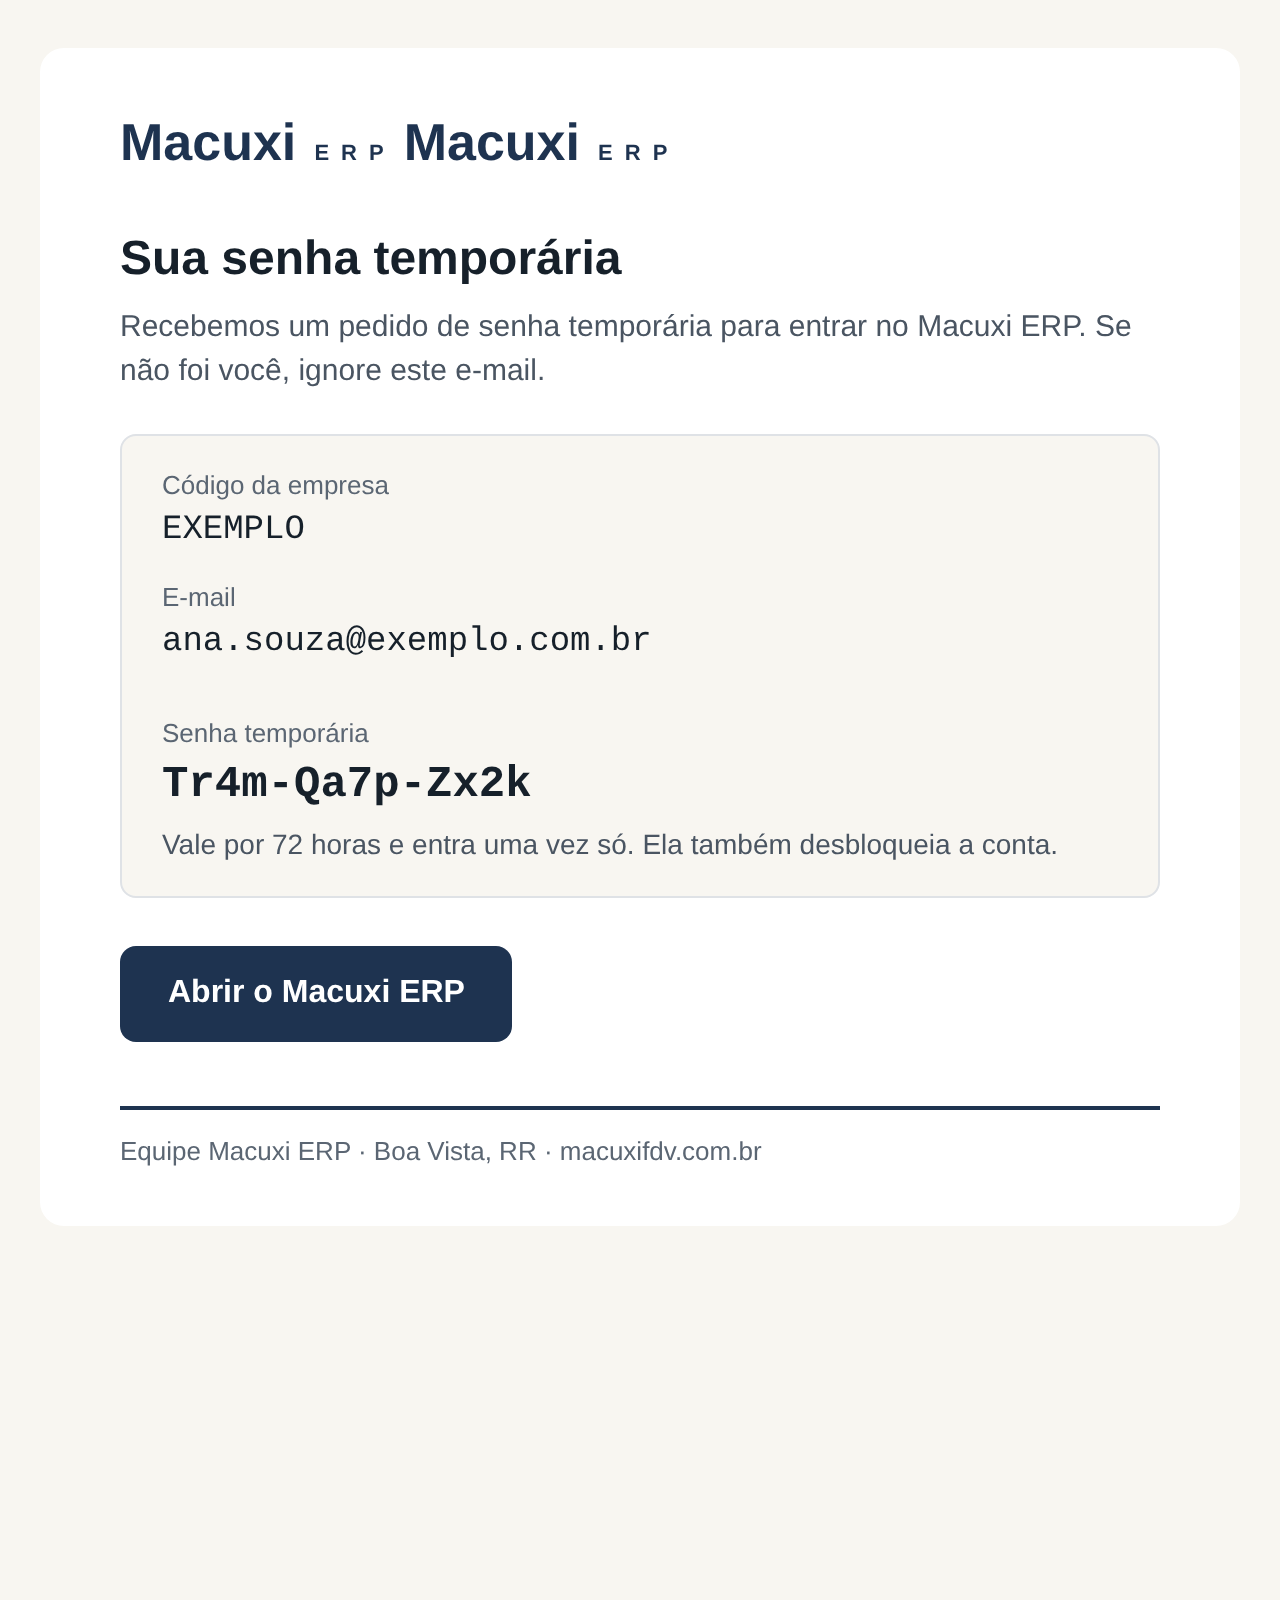 Macuxi ERP Macuxi ERP
Sua senha temporária
Recebemos um pedido de senha temporária para entrar no Macuxi ERP. Se
não foi você, ignore este e-mail.
Código da empresa
EXEMPLO
E-mail
ana.souza@exemplo.com.br
Senha temporária
Tr4m-Qa7p-Zx2k
Vale por 72 horas e entra uma vez só. Ela também desbloqueia a conta.
Abrir o Macuxi ERP
Equipe Macuxi ERP · Boa Vista, RR · macuxifdv.com.br